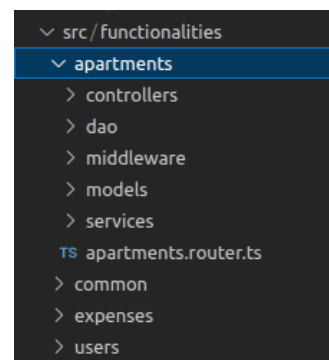 src/functionalities
apartments
controllers
dao
middleware
models
services
TS apartments.router.ts
common
expenses
users